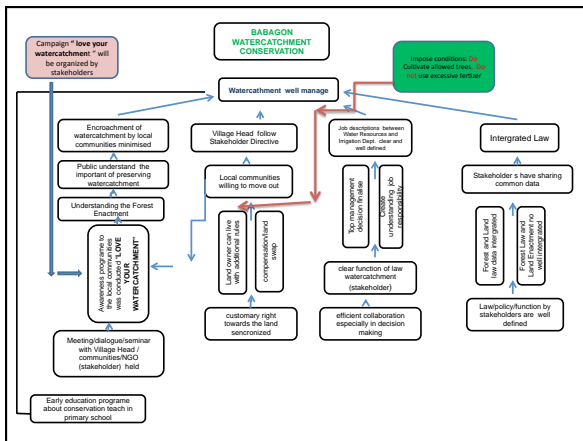 BABAGON
WATERCATCHMENT
CONSERVATION
Campaign " love your
watercatchment " will
be organized by
stakeholders
Impose conditions: Do
Cultivate allowed trees. Do
not use excessive fertizer
Watercathment well manage
Encroachment of
watercatchment by local
communities minimised
Village Head follow
Stakeholder Directive
Job descriptions between
Water Resources and
Irrigation Dept. clear and
well defined
Intergrated Law
Public understand the
important of preserving
watercatchment
Local communities
willing to move out
Stakeholder s have sharing
common data
Understanding the Forest
Enactment
Awareness programe to
the local communities
was conducted "LOVE
YOUR
WATERCATCHMENT"
Land owner can live
with additional rules
compensation/land
swap
Top management
decision finalise
Create
understanding job
responsibility
Forest and Land
law data intergrated
Forest Law and
Land Enactment no
well intergrated
clear function of law
watercatchment
(stakeholder)
customary right
towards the land
sencronized
efficient collaboration
especially in decision
making
Law/policy/function by
stakeholders are well
defined
Meeting/dialogue/seminar
with Village Head /
communities/NGO
(stakeholder) held
Early education programe
about conservation teach in
primary school